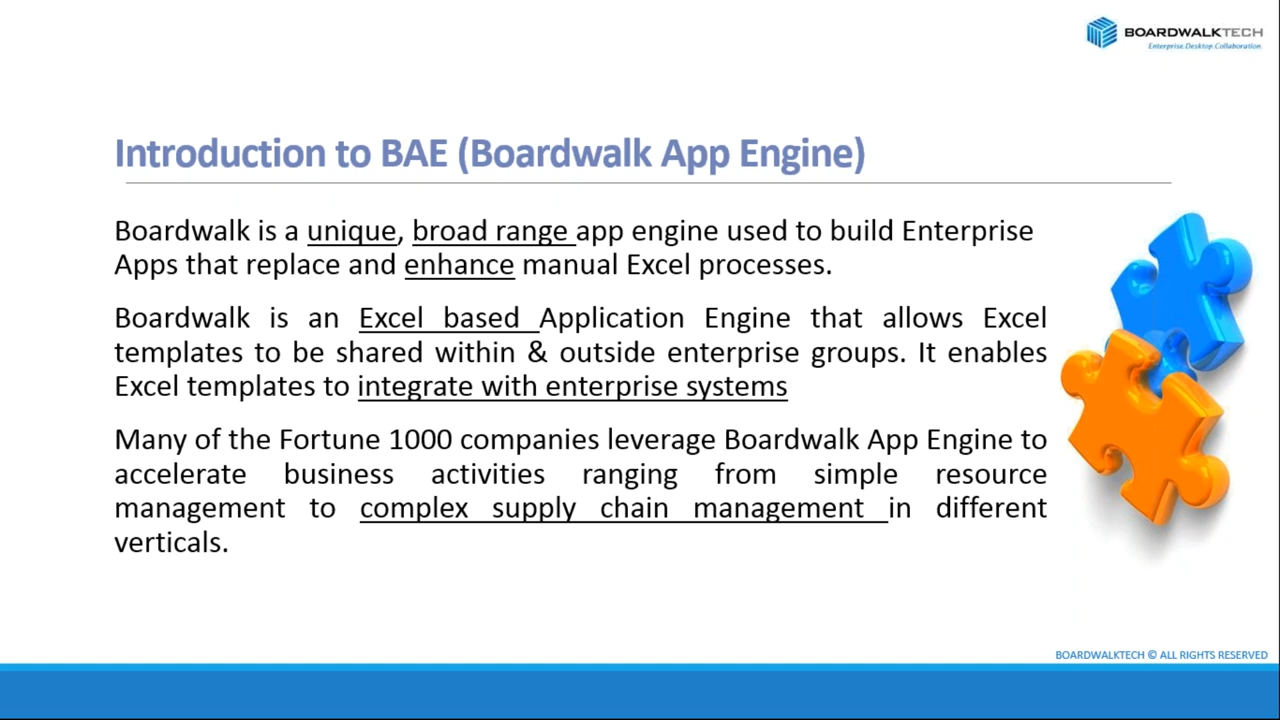 BOARDWALKTECH
Enterprise.Desktop.Collaboration.
Introduction to BAE (Boardwalk App Engine)
Boardwalk is a unique, broad range app engine used to build Enterprise
Apps that replace and enhance manual Excel processes.
Boardwalk is an Excel based Application Engine that allows Excel
templates to be shared within & outside enterprise groups. It enables
Excel templates to integrate with enterprise systems
Many of the Fortune 1000 companies leverage Boardwalk App Engine to
accelerate business activities ranging from simple resource
management to complex supply chain management in different
verticals.
BOARDWALKTECH © ALL RIGHTS RESERVED